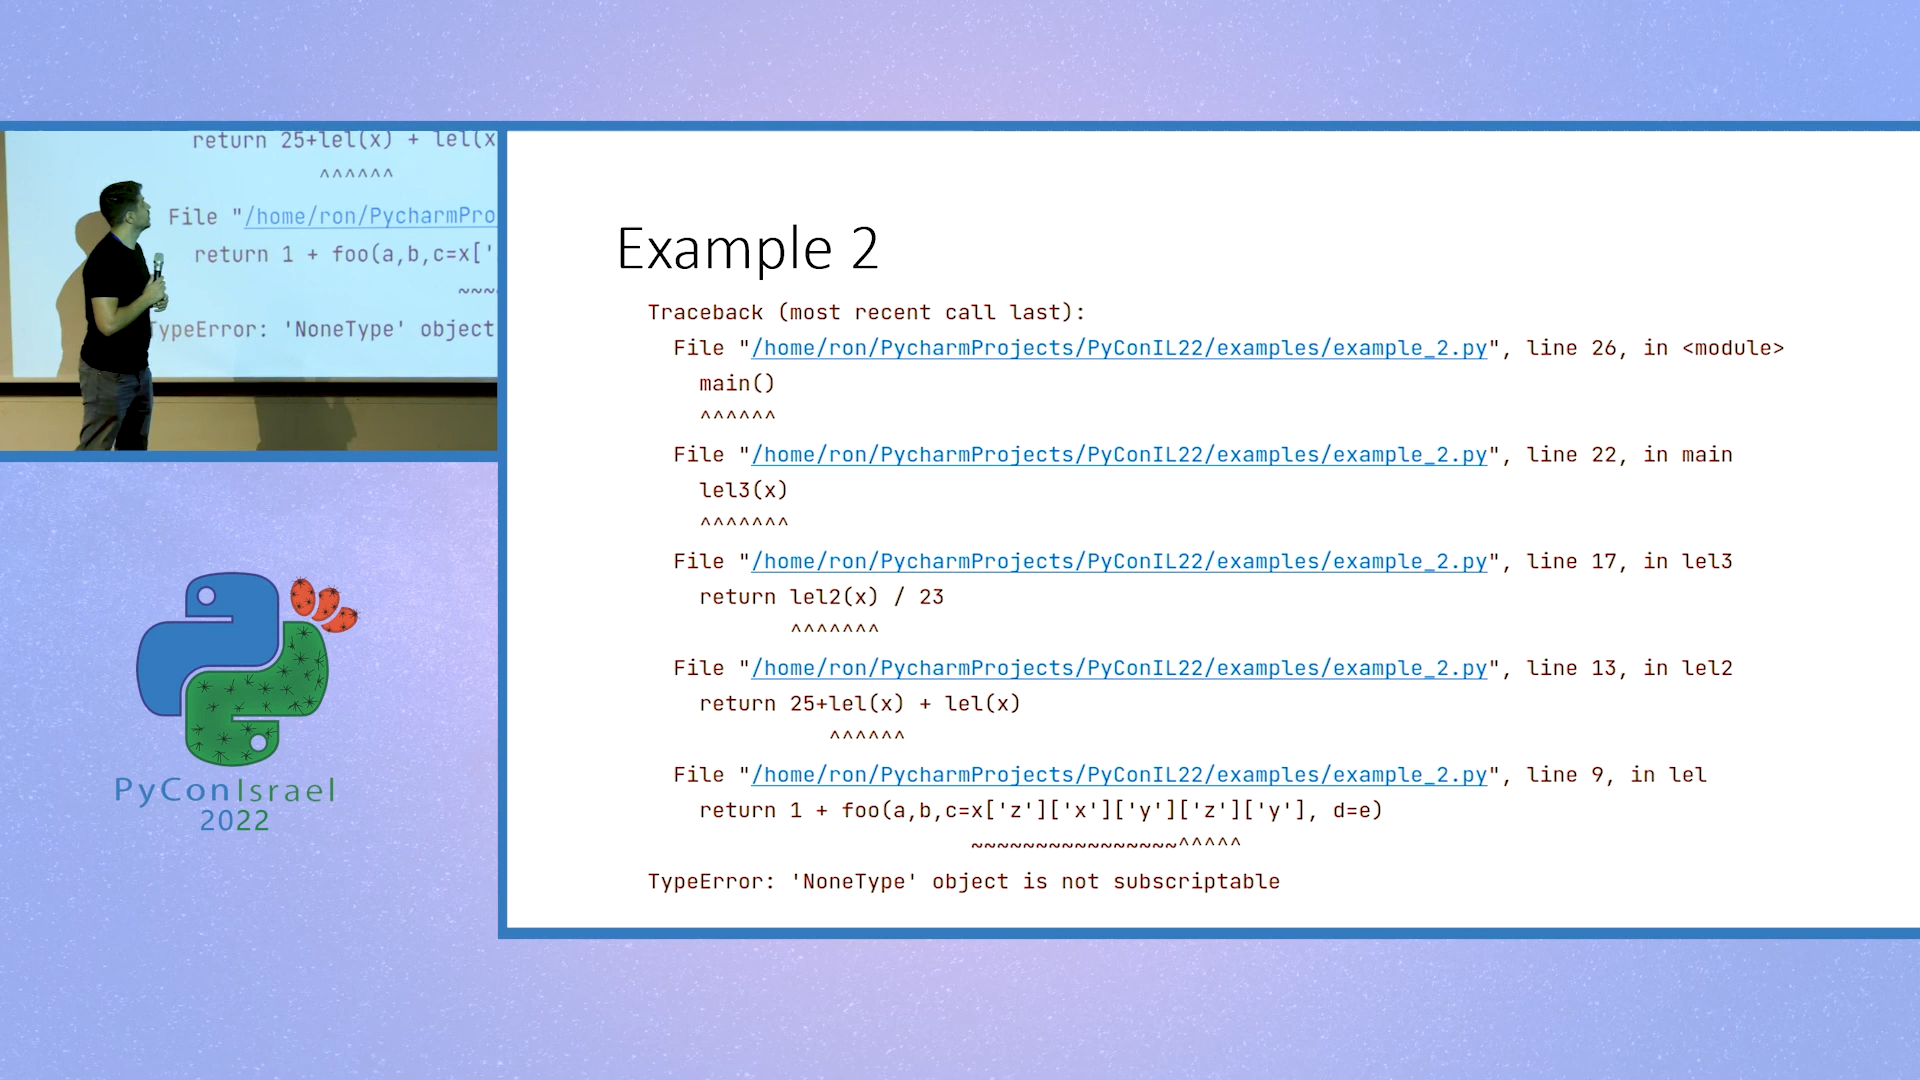 return 25+lel(x) + lel(x
^^^^^^
File "/home/ron/PycharmPro
return 1 + foo(a,b,c=x['
~~~
TypeError: 'NoneType' object
PyConIsrael
2022
Example 2
Traceback (most recent call last):
File "/home/ron/PycharmProjects/PyConIL22/examples/example_2.py", line 26, in <module>
main()
^^^^^^
File "/home/ron/PycharmProjects/PyConIL22/examples/example_2.py", line 22, in main
lel3(x)
^^^^^^^
File "/home/ron/PycharmProjects/PyConIL22/examples/example_2.py", line 17, in lel3
return lel2(x) / 23
^^^^^^^
File "/home/ron/PycharmProjects/PyConIL22/examples/example_2.py", line 13, in lel2
return 25+lel(x) + lel(x)
^^^^^^
File "/home/ron/PycharmProjects/PyConIL22/examples/example_2.py", line 9, in lel
return 1 + foo(a,b,c=x['z']['x']['y']['z']['y'], d=e)
~~~~~~~~~~~~~~~~^^^^^
TypeError: 'NoneType' object is not subscriptable